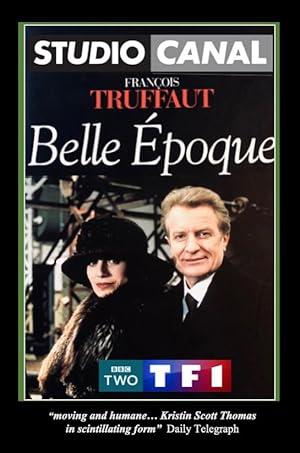 STUDIO CANAL
FRANÇOIS
TRUFFAUT
Belle Époque
BBC
TWO TF1
“moving and humane... Kristin Scott Thomas
in scintillating form” Daily Telegraph